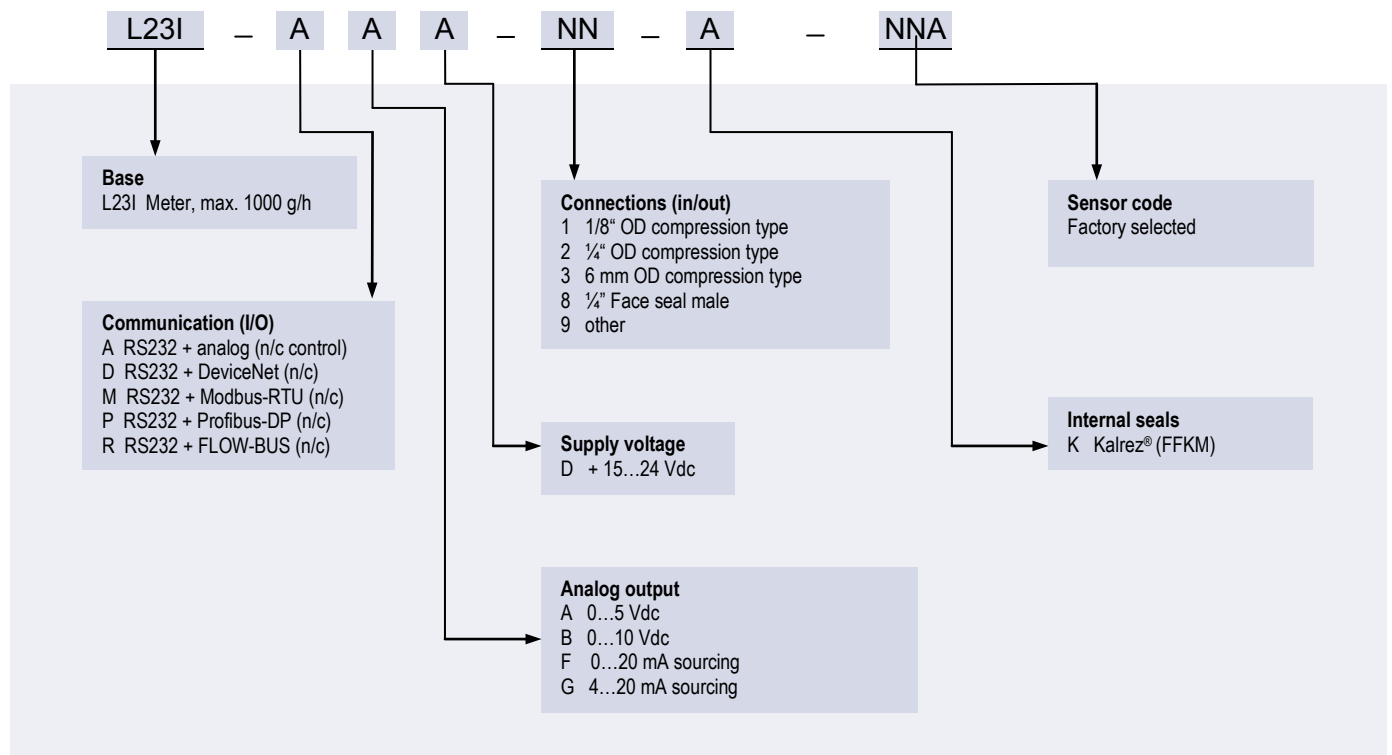 L23I – A A A – NN – A – NNA
Base
L23I Meter, max. 1000 g/h
Communication (I/O)
A RS232 + analog (n/c control)
D RS232 + DeviceNet (n/c)
M RS232 + Modbus-RTU (n/c)
P RS232 + Profibus-DP (n/c)
R RS232 + FLOW-BUS (n/c)
Connections (in/out)
1 1/8“ OD compression type
2 ¼“ OD compression type
3 6 mm OD compression type
8 ¼” Face seal male
9 other
Supply voltage
D + 15…24 Vdc
Analog output
A 0…5 Vdc
B 0…10 Vdc
F 0…20 mA sourcing
G 4…20 mA sourcing
Sensor code
Factory selected
Internal seals
K Kalrez® (FFKM)